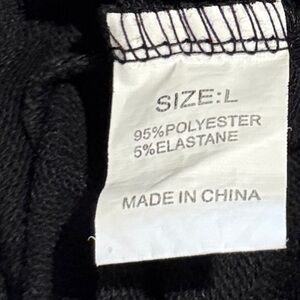 SIZE:L
95%POLYESTER
5%ELASTANE
MADE IN CHINA